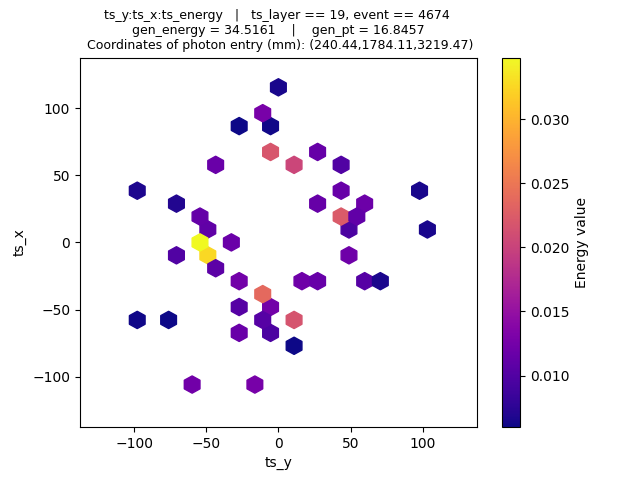 ts_y:ts_x:ts_energy   |   ts_layer == 19, event == 4674
gen_energy = 34.5161    |    gen_pt = 16.8457
Coordinates of photon entry (mm): (240.44,1784.11,3219.47)
100
50
0
−50
−100
ts_x
−100
−50
0
50
100
ts_y
0.030
0.025
0.020
0.015
0.010
Energy value